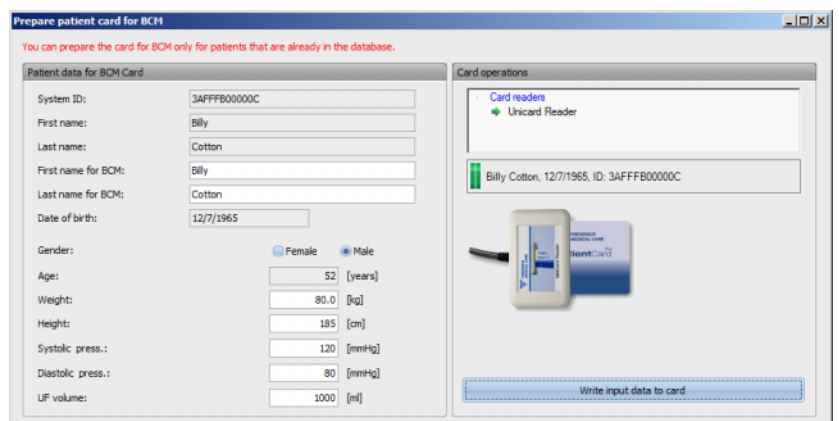 Prepare patient card for BCM
You can prepare the card for BCM only for patients that are already in the database.
Patient data for BCM Card
System ID: 3AFFFB00000C
First name: Billy
Last name: Cotton
First name for BCM: Billy
Last name for BCM: Cotton
Date of birth: 12/7/1965
Gender: Female Male
Age: 52 [years]
Weight: 80.0 [kg]
Height: 185 [cm]
Systolic press.: 120 [mmHg]
Diastolic press.: 80 [mmHg]
UF volume: 1000 [ml]
Card operations
Card readers
Unicard Reader
Billy Cotton, 12/7/1965, ID: 3AFFFB00000C
FRESENIUS
MEDICAL CARE
tientCard
Write input data to card